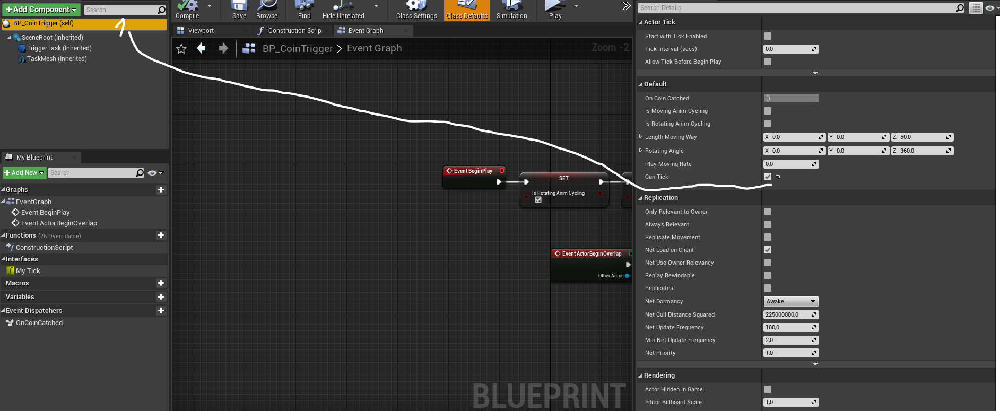 Add Component
Search
BP_CoinTrigger (self)
SceneRoot (Inherited)
TriggerTask (Inherited)
TaskMesh (Inherited)
My Blueprint
Add New
Search
Graphs
EventGraph
Event BeginPlay
Event ActorBeginOverlap
Functions (26 Overridable)
ConstructionScript
Interfaces
My Tick
Macros
Variables
Event Dispatchers
OnCoinCatched
Compile
Save
Browse
Find
Hide Unrelated
Class Settings
Class Defaults
Simulation
Play
Viewport
Construction Scrip
Event Graph
BP_CoinTrigger > Event Graph
Zoom -2
Event BeginPlay
SET
Is Rotating Anim Cycling
Event ActorBeginOverlap
Other Actor
BLUEPRINT
Search Details
Actor Tick
Start with Tick Enabled
Tick Interval (secs) 0,0
Allow Tick Before Begin Play
Default
On Coin Catched ()
Is Moving Anim Cycling
Is Rotating Anim Cycling
Length Moving Way X 0,0 Y 0,0 Z 50,0
Rotating Angle X 0,0 Y 0,0 Z 360,0
Play Moving Rate 0,0
Can Tick
Replication
Only Relevant to Owner
Always Relevant
Replicate Movement
Net Load on Client
Net Use Owner Relevancy
Replay Rewindable
Replicates
Net Dormancy Awake
Net Cull Distance Squared 225000000,0
Net Update Frequency 100,0
Min Net Update Frequency 2,0
Net Priority 1,0
Rendering
Actor Hidden In Game
Editor Billboard Scale 1,0